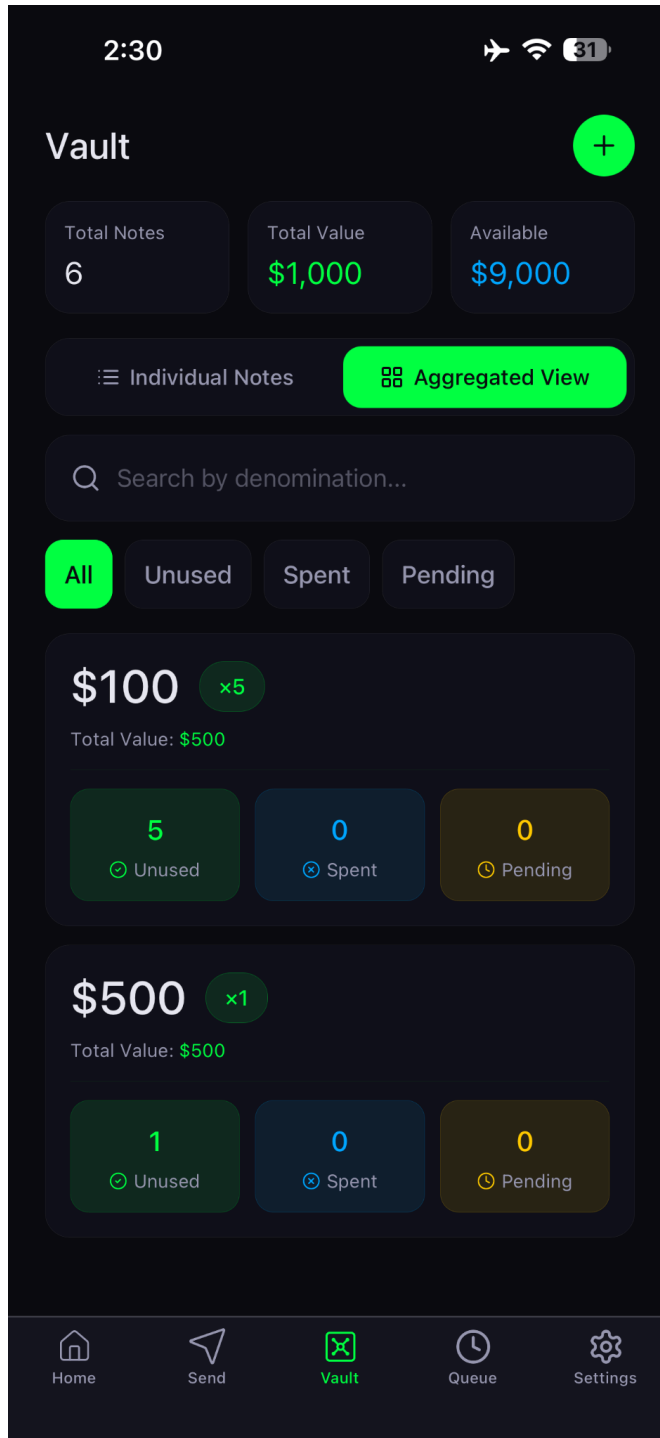 2:30
31
Vault
Total Notes
6
Total Value
$1,000
Available
$9,000
Individual Notes
Aggregated View
Search by denomination...
All
Unused
Spent
Pending
$100
×5
Total Value: $500
5
Unused
0
Spent
0
Pending
$500
×1
Total Value: $500
1
Unused
0
Spent
0
Pending
Home
Send
Vault
Queue
Settings